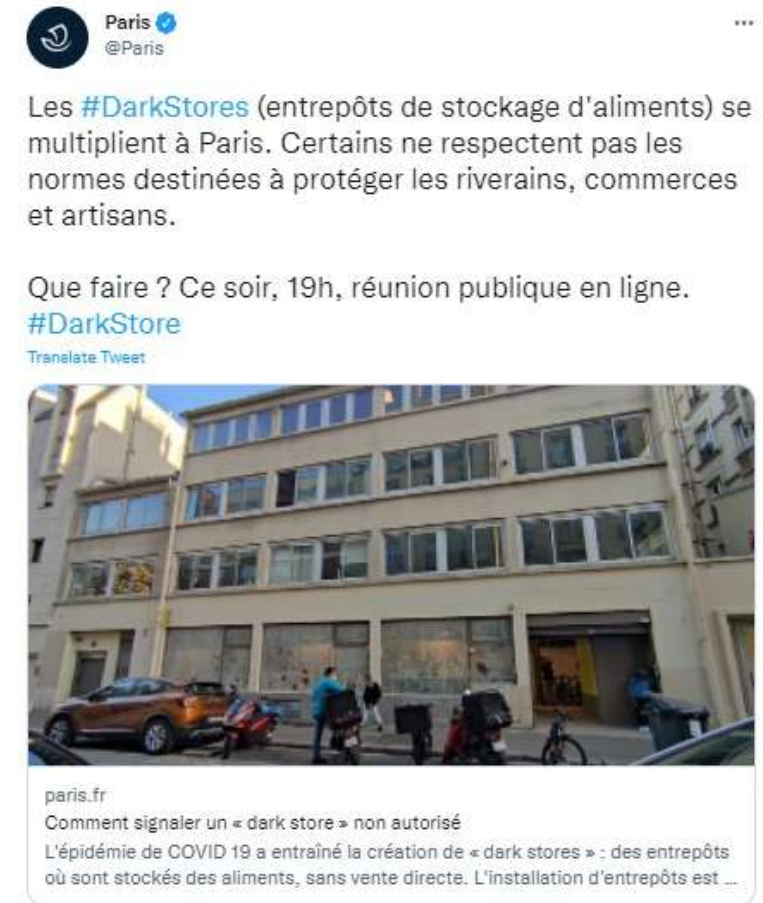 Paris
@Paris
Les #DarkStores (entrepôts de stockage d'aliments) se
multiplient à Paris. Certains ne respectent pas les
normes destinées à protéger les riverains, commerces
et artisans.
Que faire ? Ce soir, 19h, réunion publique en ligne.
#DarkStore
Translate Tweet
paris.fr
Comment signaler un « dark store » non autorisé
L'épidémie de COVID 19 a entraîné la création de « dark stores » : des entrepôts
où sont stockés des aliments, sans vente directe. L'installation d'entrepôts est ...